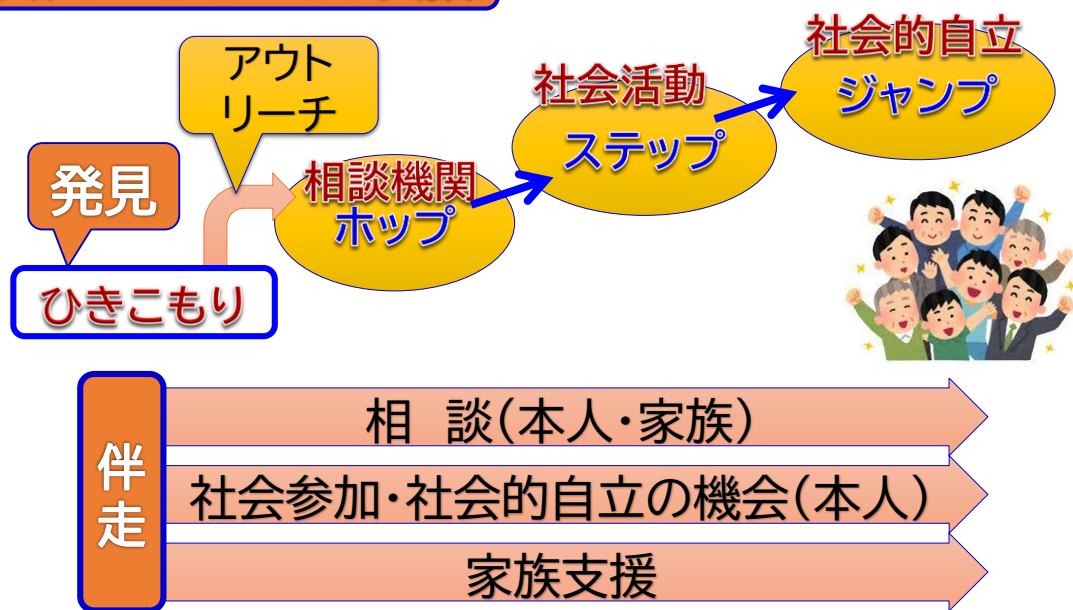 社会的自立
ジャンプ
社会活動
ステップ
アウト
リーチ
相談機関
ホップ
発見
ひきこもり
伴走
相　談(本人・家族)
社会参加・社会的自立の機会(本人)
家族支援